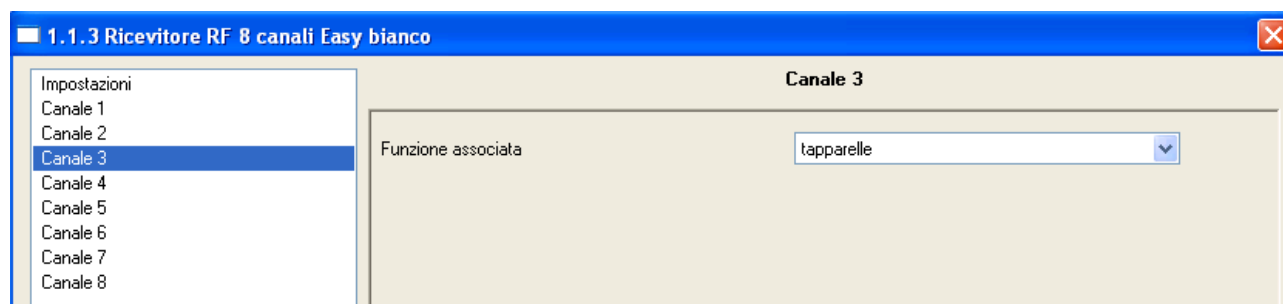 1.1.3 Ricevitore RF 8 canali Easy bianco
Impostazioni
Canale 1
Canale 2
Canale 3
Canale 4
Canale 5
Canale 6
Canale 7
Canale 8
Canale 3
Funzione associata
tapparelle